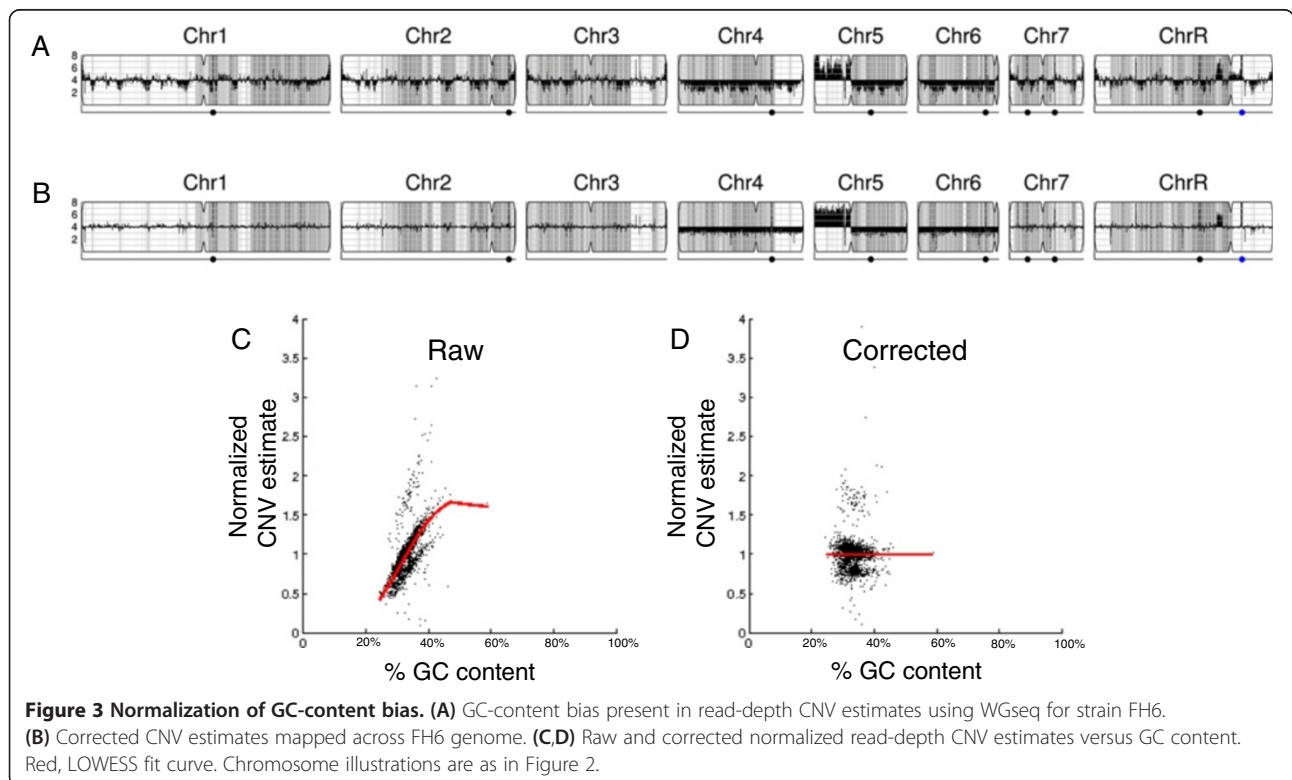 A
Chr1 Chr2 Chr3 Chr4 Chr5 Chr6 Chr7 ChrR
8
6
4
2
B
Chr1 Chr2 Chr3 Chr4 Chr5 Chr6 Chr7 ChrR
8
6
4
2
C
Raw
Normalized
CNV estimate
4
3.5
3
2.5
2
1.5
1
0.5
0
0 20% 40% 60% 80% 100%
% GC content
D
Corrected
Normalized
CNV estimate
4
3.5
3
2.5
2
1.5
1
0.5
0
0 20% 40% 60% 80% 100%
% GC content
Figure 3 Normalization of GC-content bias. (A) GC-content bias present in read-depth CNV estimates using WGseq for strain FH6.
(B) Corrected CNV estimates mapped across FH6 genome. (C,D) Raw and corrected normalized read-depth CNV estimates versus GC content.
Red, LOWESS fit curve. Chromosome illustrations are as in Figure 2.